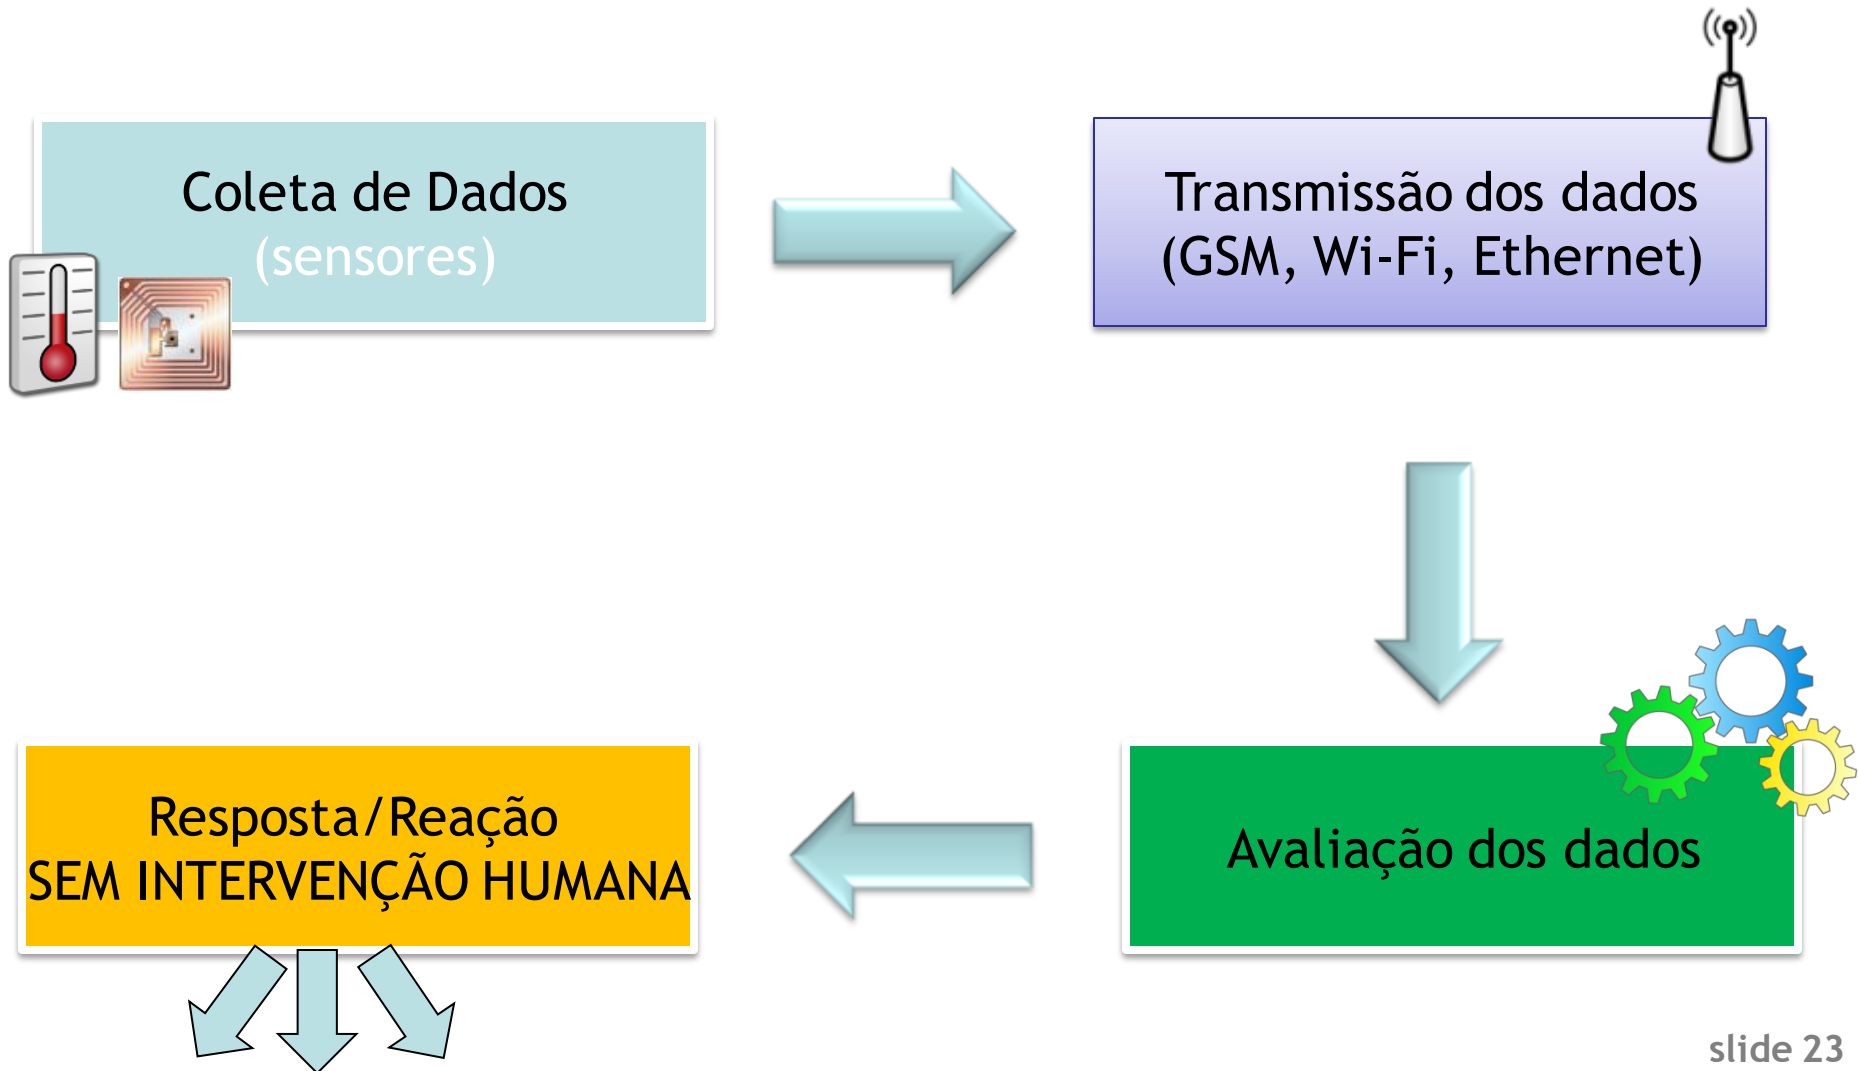 Coleta de Dados
(sensores)
Transmissão dos dados
(GSM, Wi-Fi, Ethernet)
Avaliação dos dados
Resposta/Reação
SEM INTERVENÇÃO HUMANA
slide 23